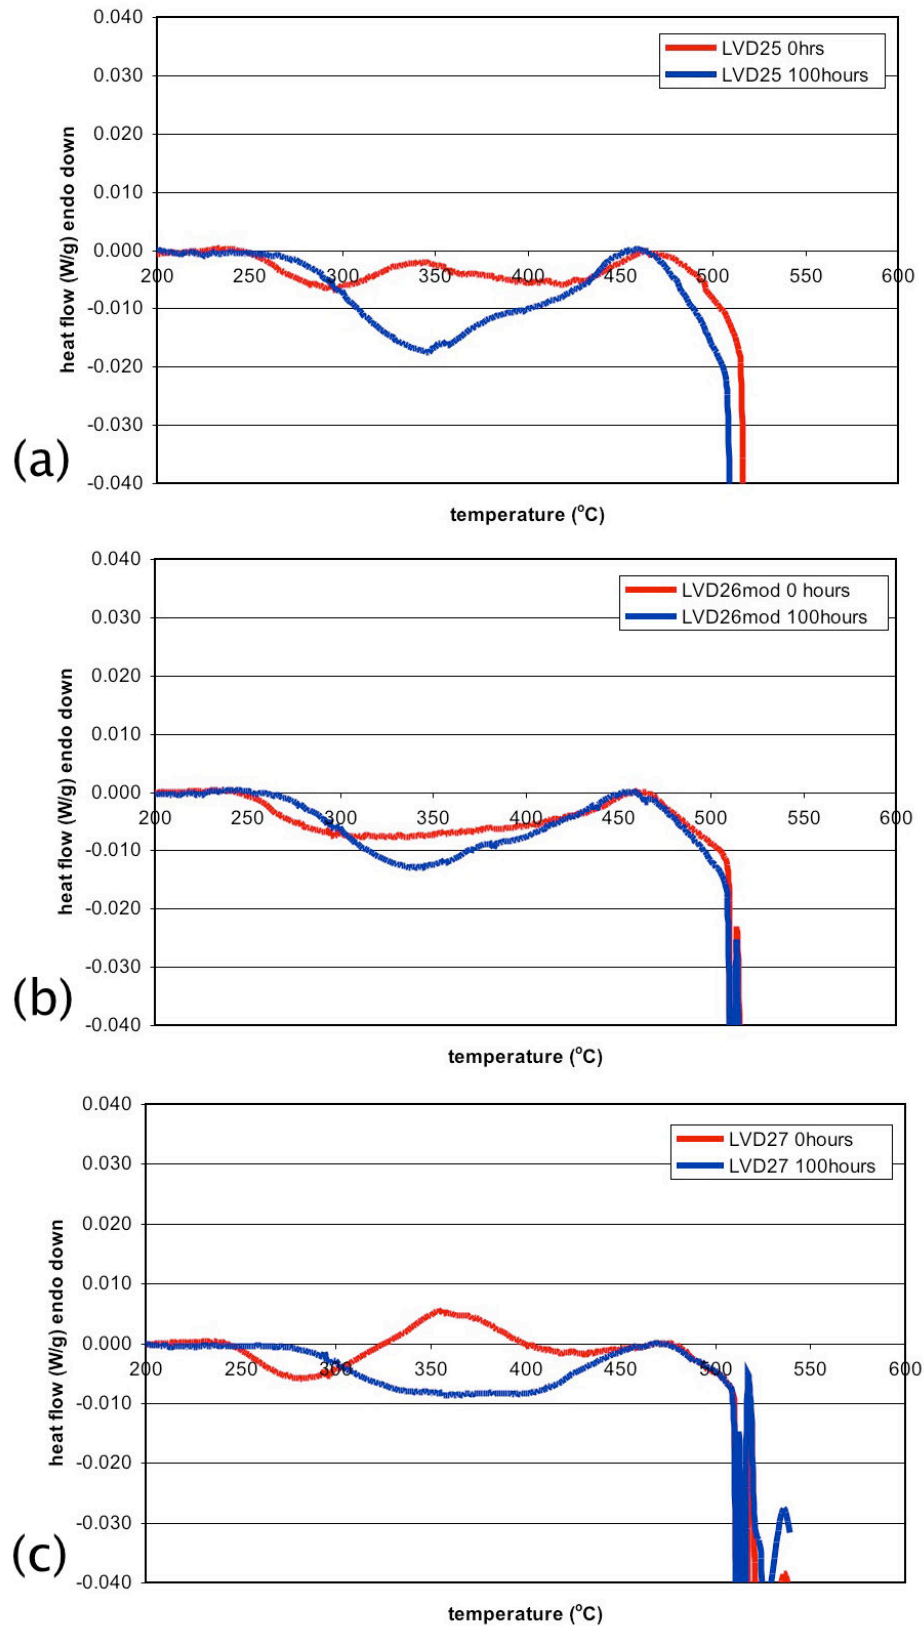 0.040
LVD25 0hrs
0.030
LVD25 100hours
0.020
0.010
0.000
200 250 300 350 400 450 500 550 600
-0.010
-0.020
-0.030
-0.040
heat flow (W/g) endo down
(a)
temperature (°C)
0.040
LVD26mod 0 hours
0.030
LVD26mod 100hours
0.020
0.010
0.000
200 250 300 350 400 450 500 550 600
-0.010
-0.020
-0.030
-0.040
heat flow (W/g) endo down
(b)
temperature (°C)
0.040
LVD27 0hours
0.030
LVD27 100hours
0.020
0.010
0.000
200 250 300 350 400 450 500 550 600
-0.010
-0.020
-0.030
-0.040
heat flow (W/g) endo down
(c)
temperature (°C)